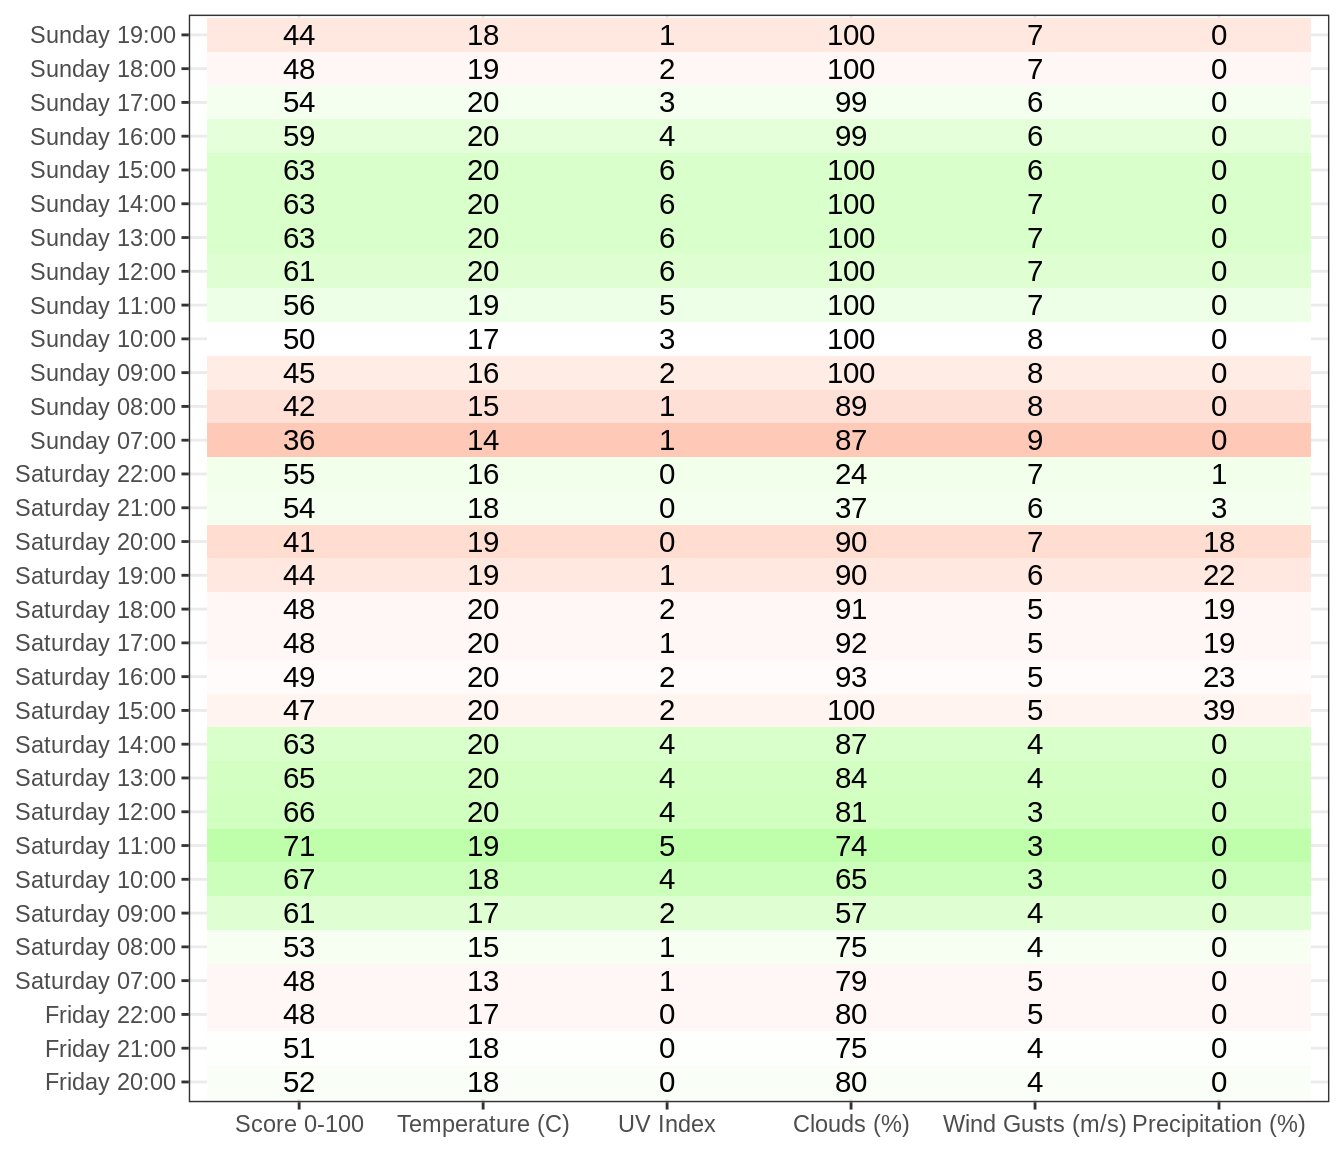 Sunday 19:00 44 18 1 100 7 0
Sunday 18:00 48 19 2 100 7 0
Sunday 17:00 54 20 3 99 6 0
Sunday 16:00 59 20 4 99 6 0
Sunday 15:00 63 20 6 100 6 0
Sunday 14:00 63 20 6 100 7 0
Sunday 13:00 63 20 6 100 7 0
Sunday 12:00 61 20 6 100 7 0
Sunday 11:00 56 19 5 100 7 0
Sunday 10:00 50 17 3 100 8 0
Sunday 09:00 45 16 2 100 8 0
Sunday 08:00 42 15 1 89 8 0
Sunday 07:00 36 14 1 87 9 0
Saturday 22:00 55 16 0 24 7 1
Saturday 21:00 54 18 0 37 6 3
Saturday 20:00 41 19 0 90 7 18
Saturday 19:00 44 19 1 90 6 22
Saturday 18:00 48 20 2 91 5 19
Saturday 17:00 48 20 1 92 5 19
Saturday 16:00 49 20 2 93 5 23
Saturday 15:00 47 20 2 100 5 39
Saturday 14:00 63 20 4 87 4 0
Saturday 13:00 65 20 4 84 4 0
Saturday 12:00 66 20 4 81 3 0
Saturday 11:00 71 19 5 74 3 0
Saturday 10:00 67 18 4 65 3 0
Saturday 09:00 61 17 2 57 4 0
Saturday 08:00 53 15 1 75 4 0
Saturday 07:00 48 13 1 79 5 0
Friday 22:00 48 17 0 80 5 0
Friday 21:00 51 18 0 75 4 0
Friday 20:00 52 18 0 80 4 0
Score 0-100 Temperature (C) UV Index Clouds (%) Wind Gusts (m/s) Precipitation (%)